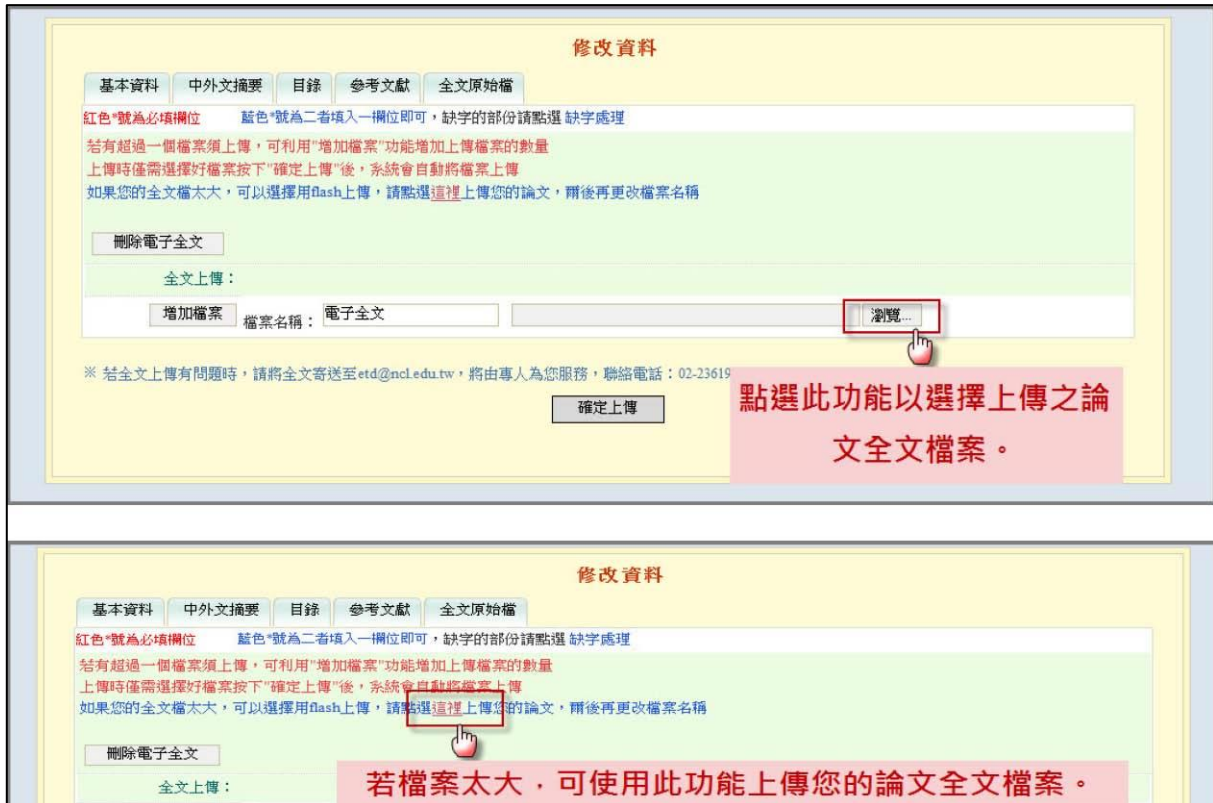 修改資料
基本資料 中外文摘要 目錄 參考文獻 全文原始檔
紅色*號為必填欄位 藍色*號為二者填入一欄位即可，缺字的部份請點選 缺字處理
若有超過一個檔案須上傳，可利用"增加檔案"功能增加上傳檔案的數量
上傳時僅需選擇好檔案按下"確定上傳"後，系統會自動將檔案上傳
如果您的全文檔太大，可以選擇用flash上傳，請點選這裡上傳您的論文，爾後再更改檔案名稱
刪除電子全文
全文上傳：
增加檔案 檔案名稱： 電子全文 瀏覽...
※ 若全文上傳有問題時，請將全文寄送至etd@ncl.edu.tw，將由專人為您服務，聯絡電話：02-23619
確定上傳
點選此功能以選擇上傳之論
文全文檔案。
修改資料
基本資料 中外文摘要 目錄 參考文獻 全文原始檔
紅色*號為必填欄位 藍色*號為二者填入一欄位即可，缺字的部份請點選 缺字處理
若有超過一個檔案須上傳，可利用"增加檔案"功能增加上傳檔案的數量
上傳時僅需選擇好檔案按下"確定上傳"後，系統會自動將檔案上傳
如果您的全文檔太大，可以選擇用flash上傳，請點選這裡上傳您的論文，爾後再更改檔案名稱
刪除電子全文
全文上傳：
若檔案太大，可使用此功能上傳您的論文全文檔案。